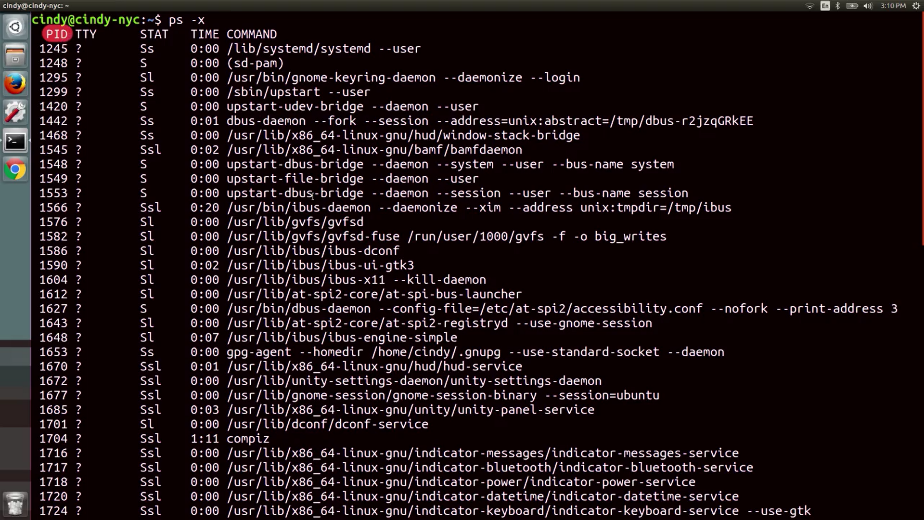 En 3:10 PM
cindy@cindy-nyc:~$ ps -x
PID TTY STAT TIME COMMAND
1245 ? Ss 0:00 /lib/systemd/systemd --user
1248 ? S 0:00 (sd-pam)
1295 ? Sl 0:00 /usr/bin/gnome-keyring-daemon --daemonize --login
1299 ? Ss 0:00 /sbin/upstart --user
1420 ? S 0:00 upstart-udev-bridge --daemon --user
1442 ? Ss 0:01 dbus-daemon --fork --session --address=unix:abstract=/tmp/dbus-r2jzqGRkEE
1468 ? Ss 0:00 /usr/lib/x86_64-linux-gnu/hud/window-stack-bridge
1545 ? Ssl 0:02 /usr/lib/x86_64-linux-gnu/bamf/bamfdaemon
1548 ? S 0:00 upstart-dbus-bridge --daemon --system --user --bus-name system
1549 ? S 0:00 upstart-file-bridge --daemon --user
1553 ? S 0:00 upstart-dbus-bridge --daemon --session --user --bus-name session
1566 ? Ssl 0:20 /usr/bin/ibus-daemon --daemonize --xim --address unix:tmpdir=/tmp/ibus
1576 ? Sl 0:00 /usr/lib/gvfs/gvfsd
1582 ? Sl 0:00 /usr/lib/gvfs/gvfsd-fuse /run/user/1000/gvfs -f -o big_writes
1586 ? Sl 0:00 /usr/lib/ibus/ibus-dconf
1590 ? Sl 0:02 /usr/lib/ibus/ibus-ui-gtk3
1604 ? Sl 0:00 /usr/lib/ibus/ibus-x11 --kill-daemon
1612 ? Sl 0:00 /usr/lib/at-spi2-core/at-spi-bus-launcher
1627 ? S 0:00 /usr/bin/dbus-daemon --config-file=/etc/at-spi2/accessibility.conf --nofork --print-address 3
1643 ? Sl 0:00 /usr/lib/at-spi2-core/at-spi2-registryd --use-gnome-session
1648 ? Sl 0:07 /usr/lib/ibus/ibus-engine-simple
1653 ? Ss 0:00 gpg-agent --homedir /home/cindy/.gnupg --use-standard-socket --daemon
1670 ? Ssl 0:01 /usr/lib/x86_64-linux-gnu/hud/hud-service
1672 ? Ssl 0:00 /usr/lib/unity-settings-daemon/unity-settings-daemon
1677 ? Ssl 0:00 /usr/lib/gnome-session/gnome-session-binary --session=ubuntu
1685 ? Ssl 0:03 /usr/lib/x86_64-linux-gnu/unity/unity-panel-service
1701 ? Sl 0:00 /usr/lib/dconf/dconf-service
1704 ? Ssl 1:11 compiz
1716 ? Ssl 0:00 /usr/lib/x86_64-linux-gnu/indicator-messages/indicator-messages-service
1717 ? Ssl 0:00 /usr/lib/x86_64-linux-gnu/indicator-bluetooth/indicator-bluetooth-service
1718 ? Ssl 0:00 /usr/lib/x86_64-linux-gnu/indicator-power/indicator-power-service
1720 ? Ssl 0:00 /usr/lib/x86_64-linux-gnu/indicator-datetime/indicator-datetime-service
1724 ? Ssl 0:00 /usr/lib/x86_64-linux-gnu/indicator-keyboard/indicator-keyboard-service --use-gtk